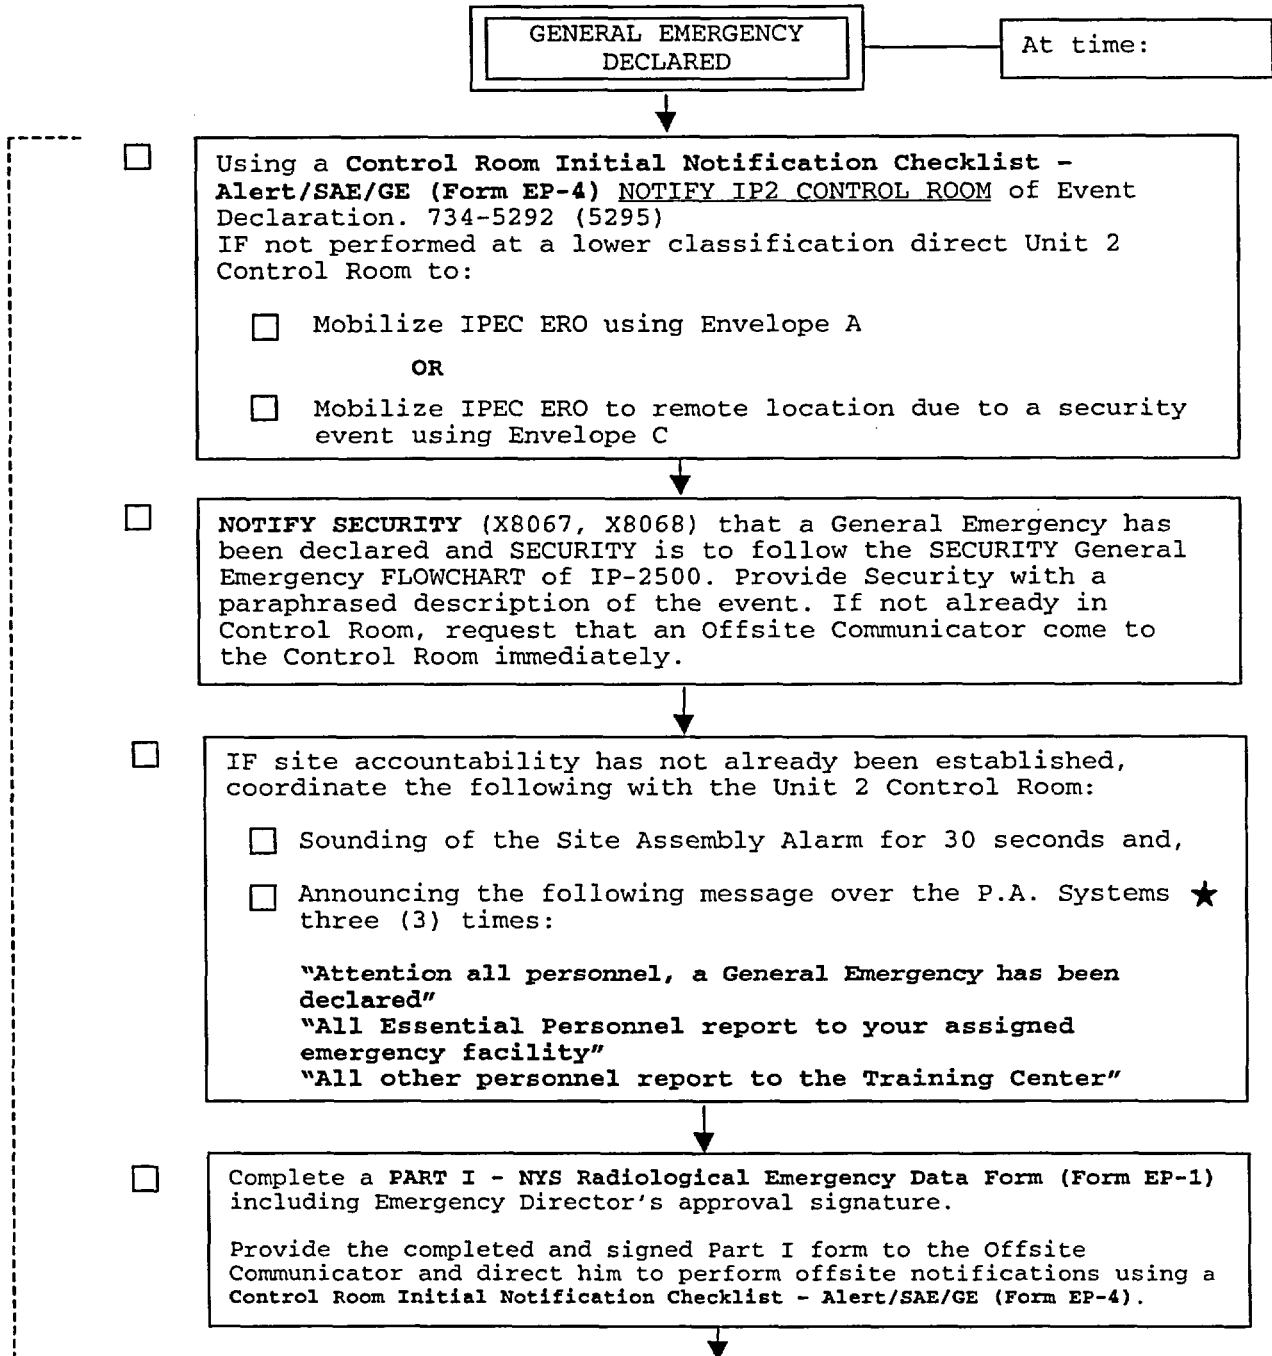 GENERAL EMERGENCY
DECLARED
At time:
Using a Control Room Initial Notification Checklist -
Alert/SAE/GE (Form EP-4) NOTIFY IP2 CONTROL ROOM of Event
Declaration. 734-5292 (5295)
IF not performed at a lower classification direct Unit 2
Control Room to:
Mobilize IPEC ERO using Envelope A
OR
Mobilize IPEC ERO to remote location due to a security
event using Envelope C
NOTIFY SECURITY (X8067, X8068) that a General Emergency has
been declared and SECURITY is to follow the SECURITY General
Emergency FLOWCHART of IP-2500. Provide Security with a
paraphrased description of the event. If not already in
Control Room, request that an Offsite Communicator come to
the Control Room immediately.
IF site accountability has not already been established,
coordinate the following with the Unit 2 Control Room:
Sounding of the Site Assembly Alarm for 30 seconds and,
Announcing the following message over the P.A. Systems ★
three (3) times:
"Attention all personnel, a General Emergency has been
declared"
"All Essential Personnel report to your assigned
emergency facility"
"All other personnel report to the Training Center"
Complete a PART I - NYS Radiological Emergency Data Form (Form EP-1)
including Emergency Director's approval signature.
Provide the completed and signed Part I form to the Offsite
Communicator and direct him to perform offsite notifications using a
Control Room Initial Notification Checklist - Alert/SAE/GE (Form EP-4).